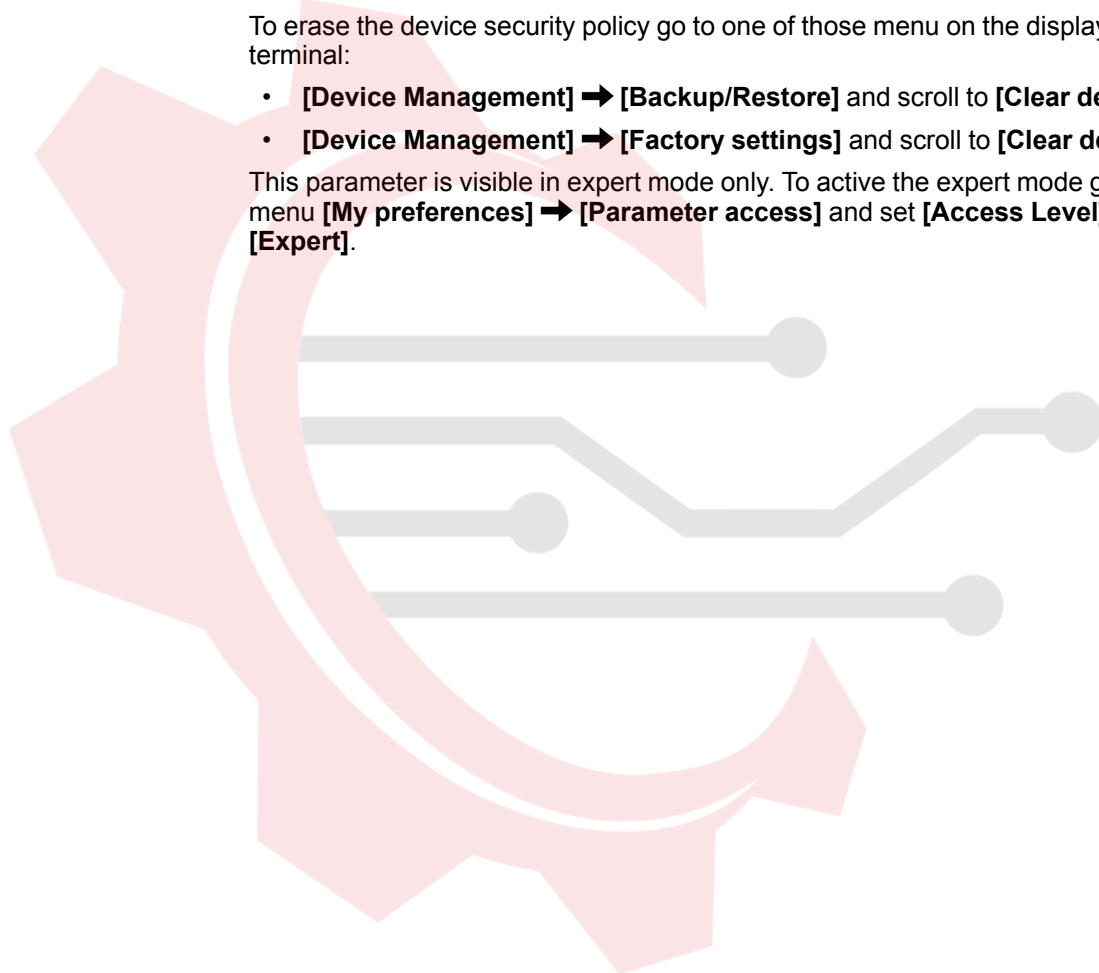 To erase the device security policy go to one of those menu on the display
terminal:
• [Device Management] ➡ [Backup/Restore] and scroll to [Clear de
• [Device Management] ➡ [Factory settings] and scroll to [Clear de
This parameter is visible in expert mode only. To active the expert mode g
menu [My preferences] ➡ [Parameter access] and set [Access Level]
[Expert].